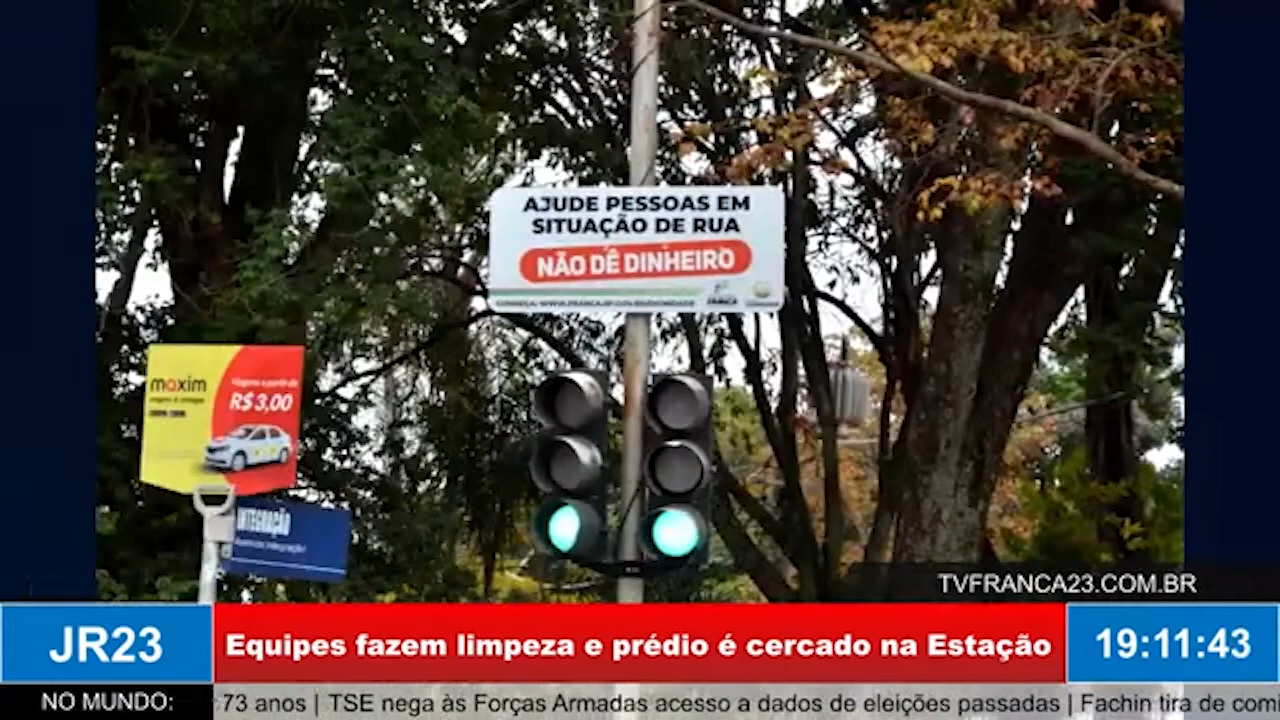 AJUDE PESSOAS EM
SITUAÇÃO DE RUA
NÃO DÊ DINHEIRO
FRANCA
maxim
R$3,00
INTEGRAÇÃO
TVFRANCA23.COM.BR
JR23
Equipes fazem limpeza e prédio é cercado na Estação
19:11:43
NO MUNDO:
73 anos | TSE nega às Forças Armadas acesso a dados de eleições passadas | Fachin tira de com